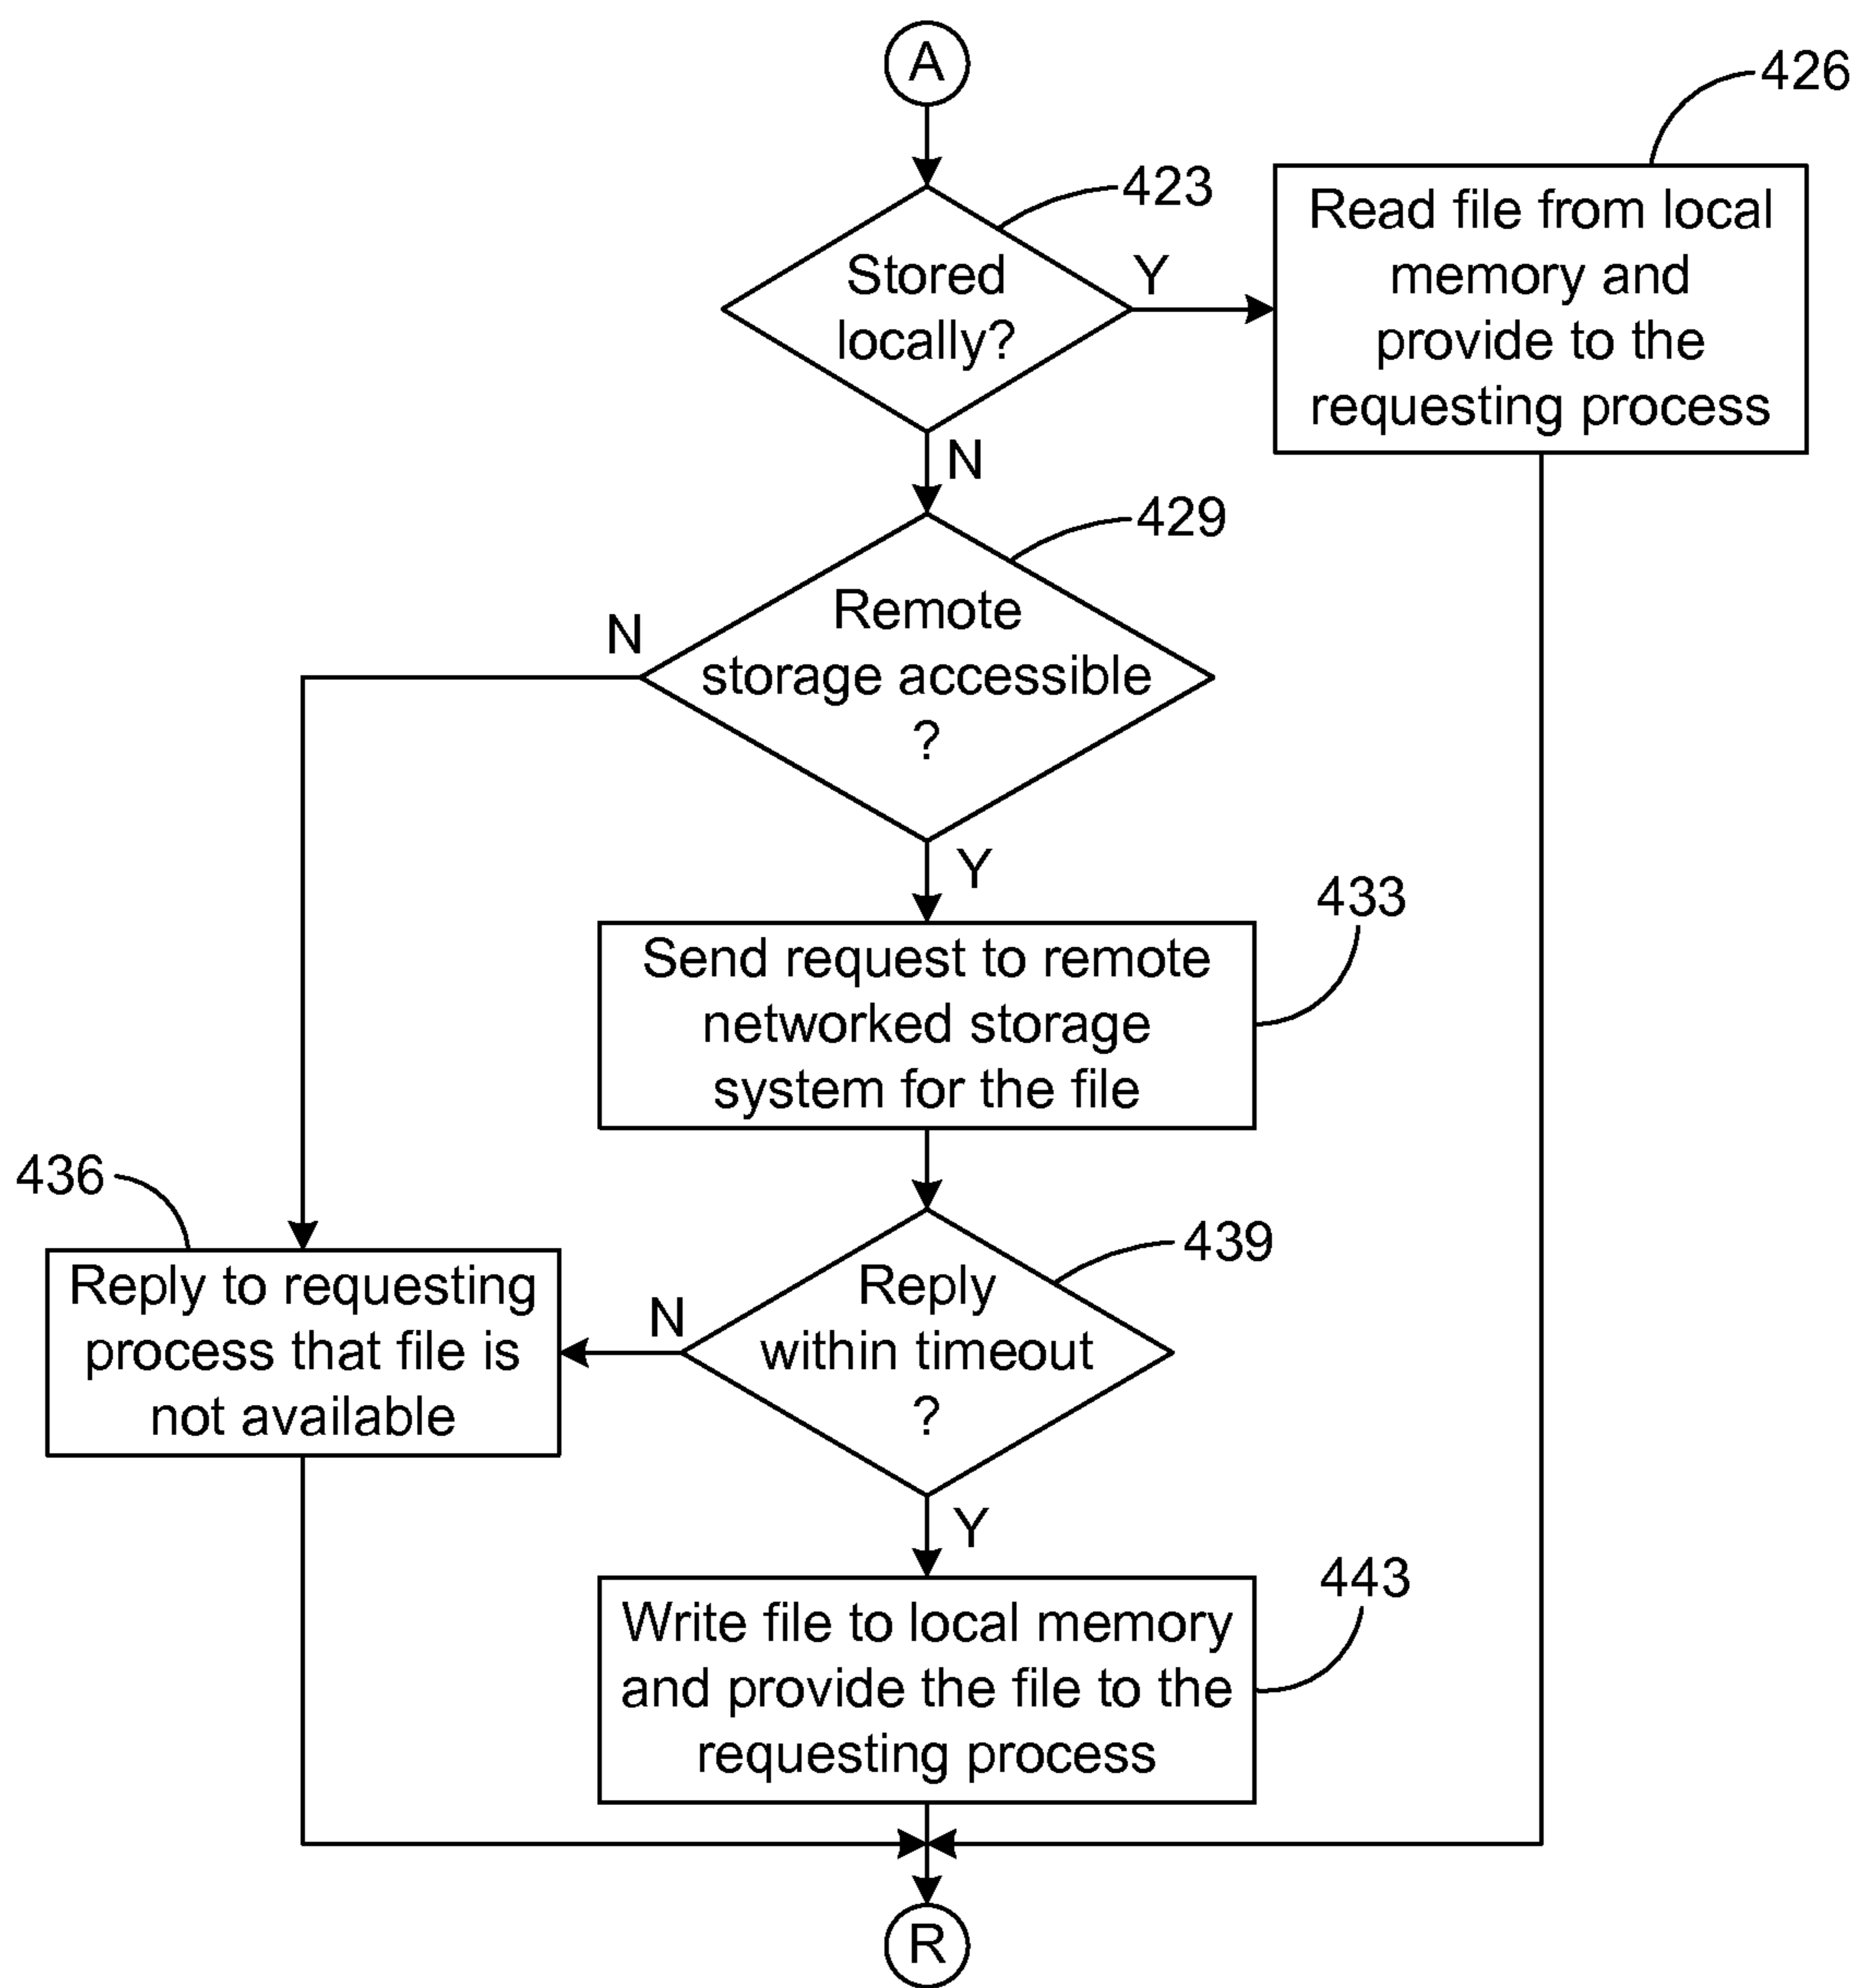 A
426
423
Read file from local
memory and
provide to the
requesting process
Stored
locally?
Y
N
429
Remote
storage accessible
?
N
Y
433
Send request to remote
networked storage
system for the file
436
439
Reply to requesting
process that file is
not available
N
Reply
within timeout
?
Y
443
Write file to local memory
and provide the file to the
requesting process
R